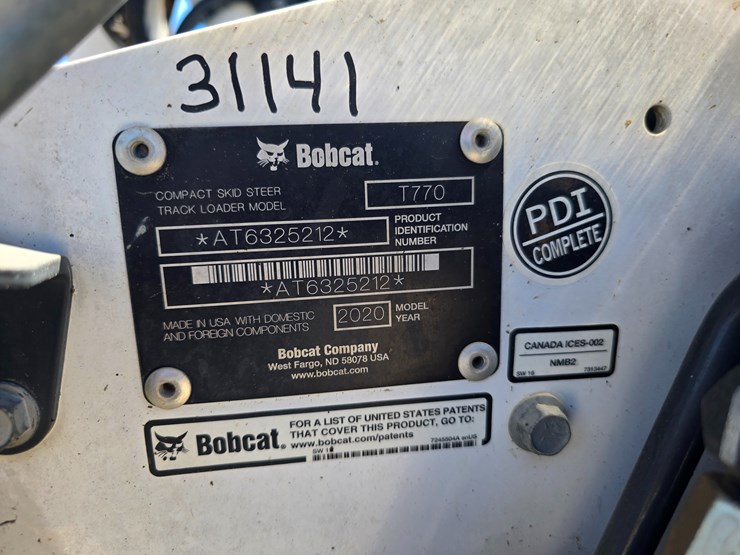 31141
Bobcat.
COMPACT SKID STEER
TRACK LOADER MODEL
T770
*AT6325212*
PRODUCT
IDENTIFICATION
NUMBER
*AT6325212*
MADE IN USA WITH DOMESTIC
AND FOREIGN COMPONENTS
2020
MODEL
YEAR
Bobcat Company
West Fargo, ND 58078 USA
www.bobcat.com
PDI
COMPLETE
CANADA ICES-002
NMB2
SW 16
Bobcat.
FOR A LIST OF UNITED STATES PATENTS
THAT COVER THIS PRODUCT, GO TO:
www.bobcat.com/patents